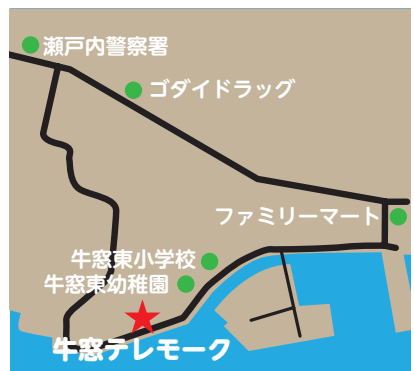 瀬戸内警察署
ゴダイドラッグ
ファミリーマート
牛窓東小学校
牛窓東幼稚園
牛窓テレモーク